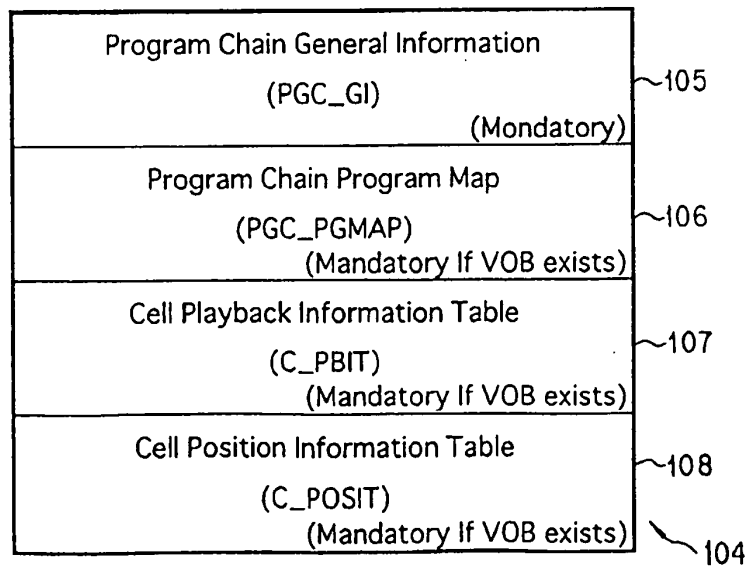 Program Chain General Information
(PGC_GI)
105
(Mondatory)
Program Chain Program Map
(PGC_PGMAP)
106
(Mandatory If VOB exists)
Cell Playback Information Table
(C_PBIT)
107
(Mandatory If VOB exists)
Cell Position Information Table
(C_POSIT)
108
(Mandatory If VOB exists)
104